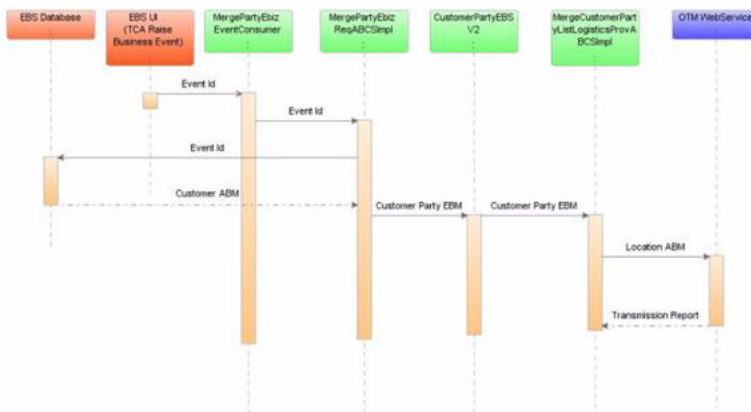 EBS Database
EBS UI
(TCA Raise
Business Event)
MergePartyEbiz
EventConsumer
MergePartyEbiz
ReqABCSImpl
CustomerPartyEBS
V2
MergeCustomerPart
yListLogisticsProvA
BCSImpl
OTM WebService
Event Id
Event Id
Event Id
Customer ABM
Customer Party EBM
Customer Party EBM
Location ABM
Transmission Report